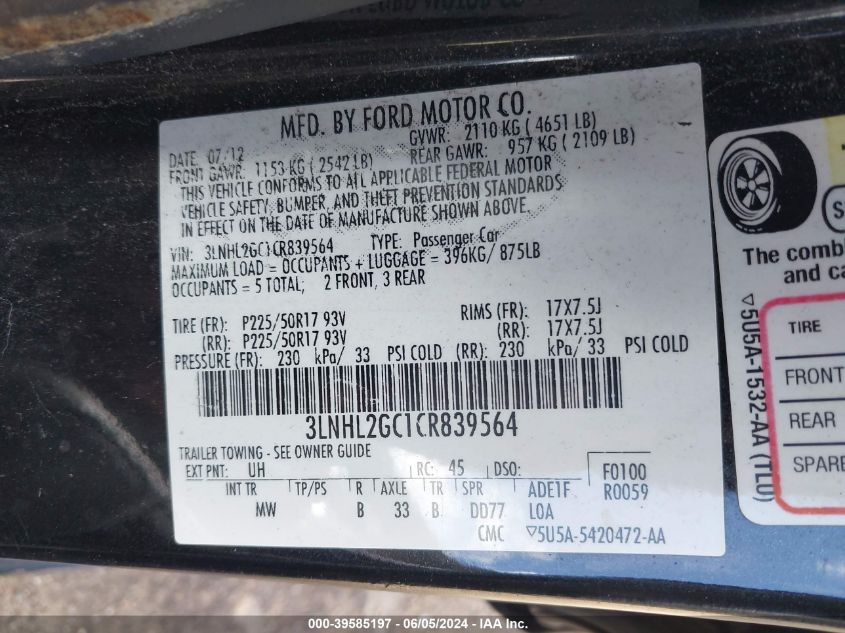 MFD. BY FORD MOTOR CO.
DATE 07/12 GVWR: 2110 KG ( 4651 LB)
FRONT GAWR: 1153 KG ( 2542 LB) REAR GAWR: 957 KG ( 2109 LB)
THIS VEHICLE CONFORMS TO ALL APPLICABLE FEDERAL MOTOR
VEHICLE SAFETY, BUMPER, AND THEFT PREVENTION STANDARDS
IN EFFECT ON THE DATE OF MANUFACTURE SHOWN ABOVE.
VIN: 3LNHL2GC1CR839564 TYPE: Passenger Car
MAXIMUM LOAD = OCCUPANTS + LUGGAGE = 396KG/ 875LB
OCCUPANTS = 5 TOTAL; 2 FRONT, 3 REAR
TIRE (FR): P225/50R17 93V RIMS (FR): 17X7.5J
(RR): P225/50R17 93V (RR): 17X7.5J
PRESSURE (FR): 230 kPa/ 33 PSI COLD (RR): 230 kPa/ 33 PSI COLD
3LNHL2GC1CR839564
TRAILER TOWING - SEE OWNER GUIDE
EXT PNT: UH RC: 45 DSO: F0100
INT TR TP/PS R AXLE TR SPR ADE1F R0059
MW B 33 B DD77 L0A
CMC ▽5U5A-5420472-AA
The comb
and ca
▽5U5A-1532-AA (TLU)
TIRE
FRONT
REAR
SPARE
000-39585197 - 06/05/2024 - IAA Inc.